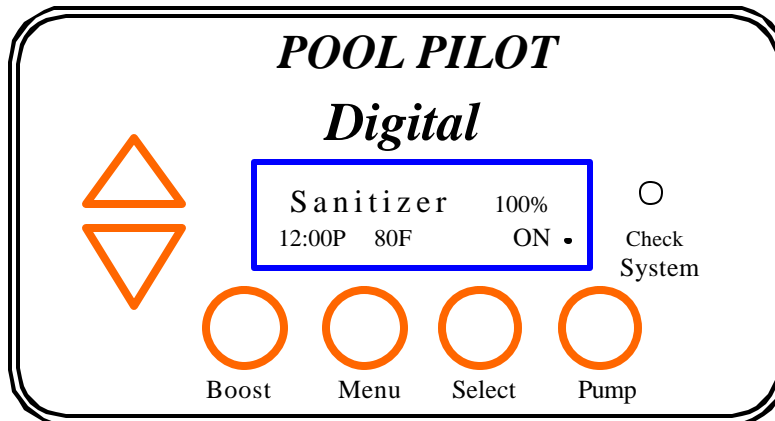 POOL PILOT
Digital
Sanitizer 100%
12:00P 80F ON .
Check
System
Boost Menu Select Pump